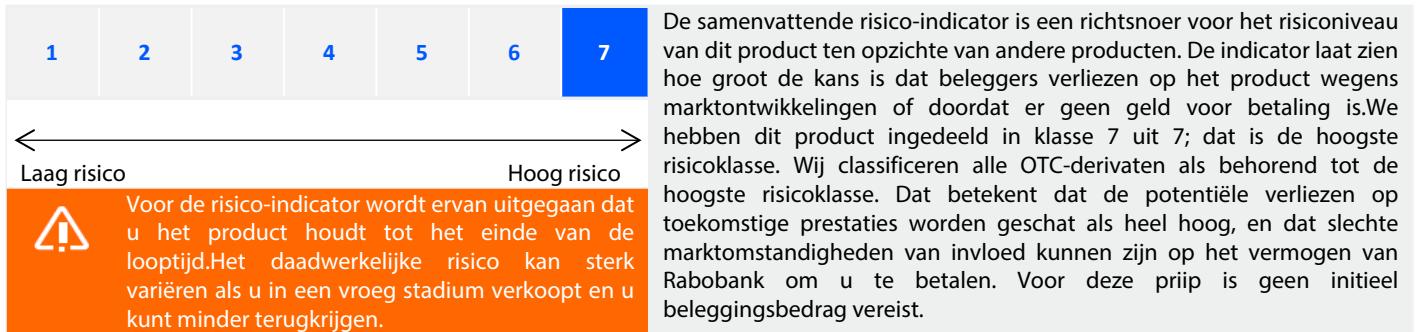 1 2 3 4 5 6 7
Laag risico Hoog risico
Voor de risico-indicator wordt ervan uitgegaan dat
u het product houdt tot het einde van de
looptijd.Het daadwerkelijke risico kan sterk
variëren als u in een vroeg stadium verkoopt en u
kunt minder terugkrijgen.
De samenvattende risico-indicator is een richtsnoer voor het risiconiveau
van dit product ten opzichte van andere producten. De indicator laat zien
hoe groot de kans is dat beleggers verliezen op het product wegens
marktontwikkelingen of doordat er geen geld voor betaling is.We
hebben dit product ingedeeld in klasse 7 uit 7; dat is de hoogste
risicoklasse. Wij classificeren alle OTC-derivaten als behorend tot de
hoogste risicoklasse. Dat betekent dat de potentiële verliezen op
toekomstige prestaties worden geschat als heel hoog, en dat slechte
marktomstandigheden van invloed kunnen zijn op het vermogen van
Rabobank om u te betalen. Voor deze priip is geen initieel
beleggingsbedrag vereist.